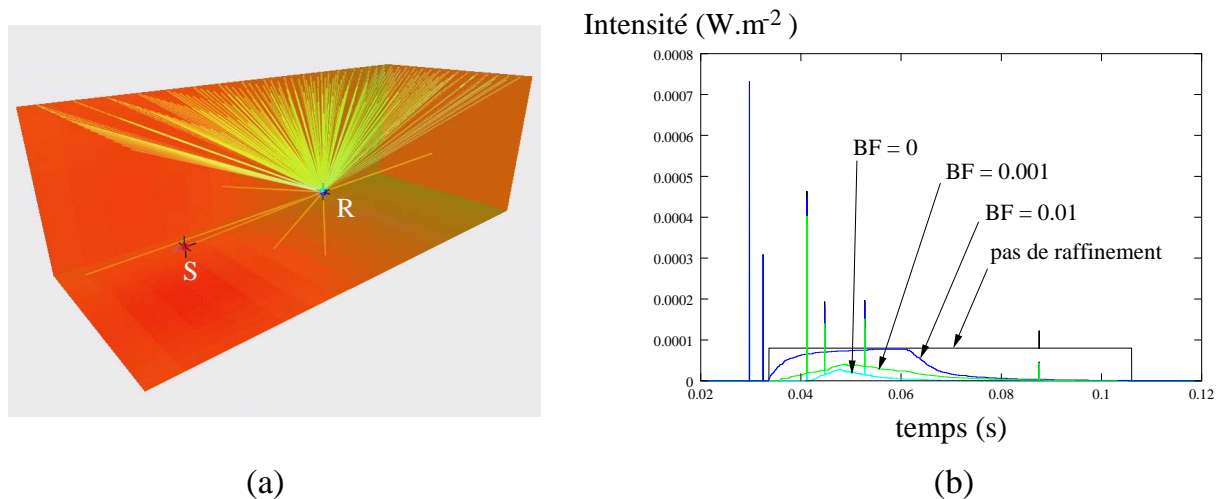 S
R
(a)
Intensité (W.m-2 )
0.0008
0.0007
0.0006
0.0005
0.0004
0.0003
0.0002
0.0001
0
BF = 0
BF = 0.001
BF = 0.01
pas de raffinement
0.02
0.04
0.06
0.08
0.1
0.12
temps (s)
(b)